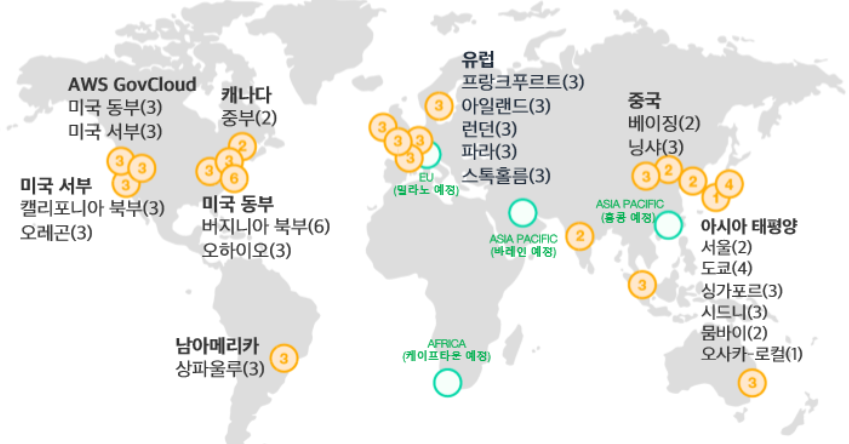 AWS GovCloud
미국 동부(3)
미국 서부(3)
캐나다
중부(2)
유럽
프랑크푸르트(3)
아일랜드(3)
런던(3)
파라(3)
스톡홀름(3)
중국
베이징(2)
닝샤(3)
3
3
3
3
3
2
6
3
3
3
3
3
3
2
2
1
4
미국 서부
캘리포니아 북부(3)
오레곤(3)
미국 동부
버지니아 북부(6)
오하이오(3)
EU
(밀라노 예정)
ASIA PACIFIC
(바레인 예정)
2
ASIA PACIFIC
(홍콩 예정)
아시아 태평양
서울(2)
도쿄(4)
싱가포르(3)
시드니(3)
뭄바이(2)
오사카-로컬(1)
3
남아메리카
상파울루(3)
3
AFRICA
(케이프타운 예정)
3